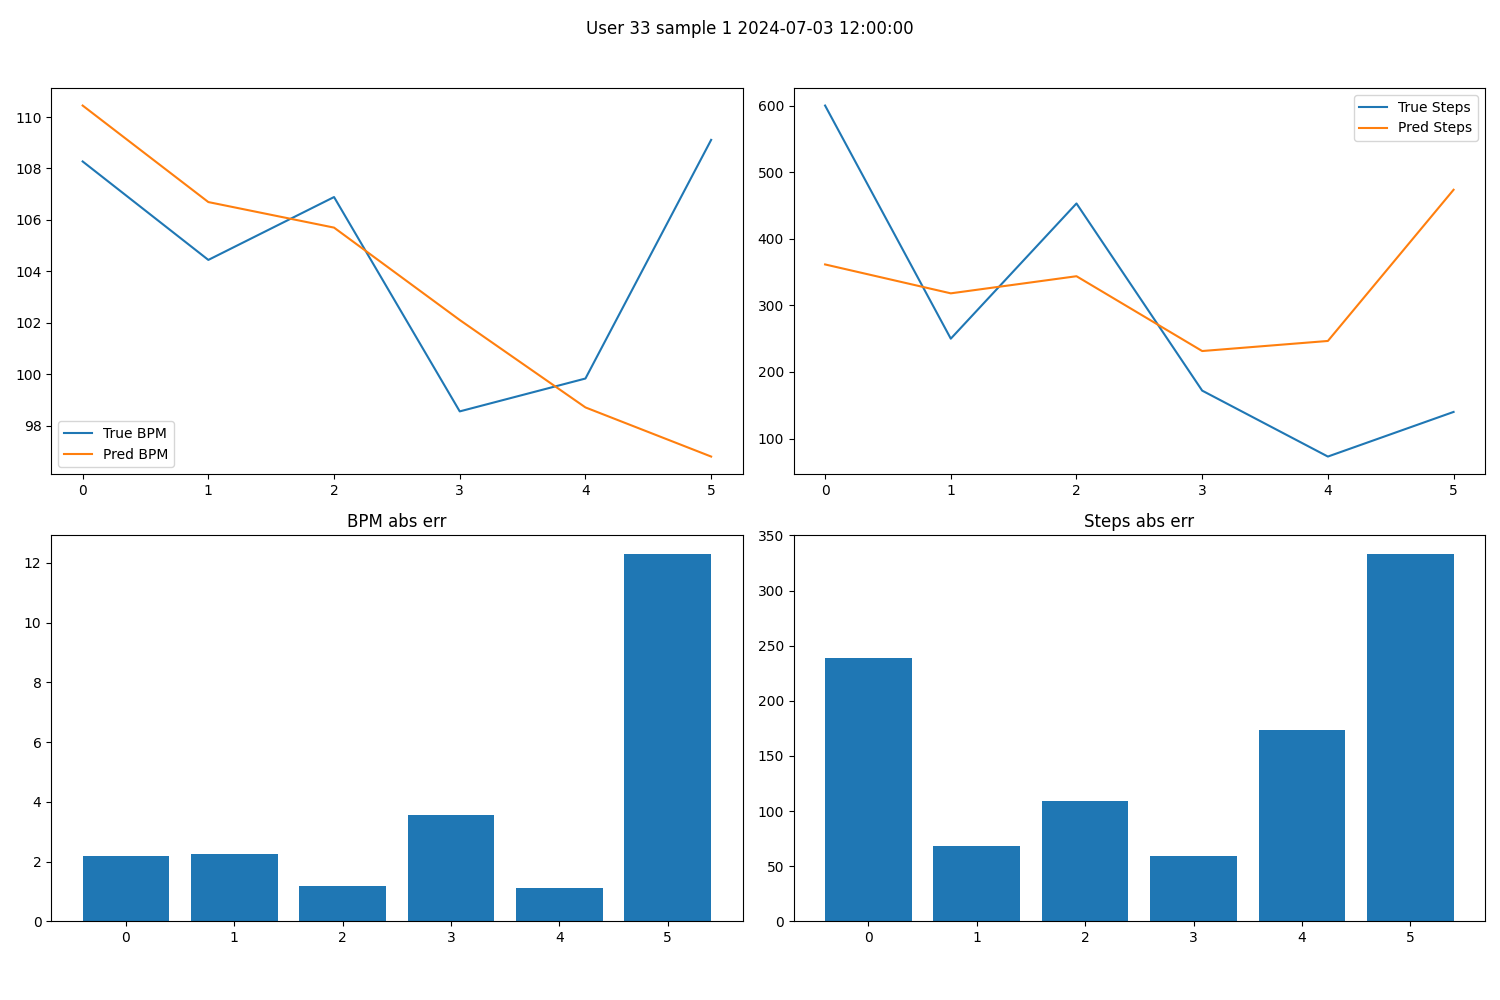 User 33 sample 1 2024-07-03 12:00:00
110
108
106
104
102
100
98
True BPM
Pred BPM
0 1 2 3 4 5
600
500
400
300
200
100
True Steps
Pred Steps
0 1 2 3 4 5
BPM abs err
12
10
8
6
4
2
0
0 1 2 3 4 5
Steps abs err
350
300
250
200
150
100
50
0
0 1 2 3 4 5